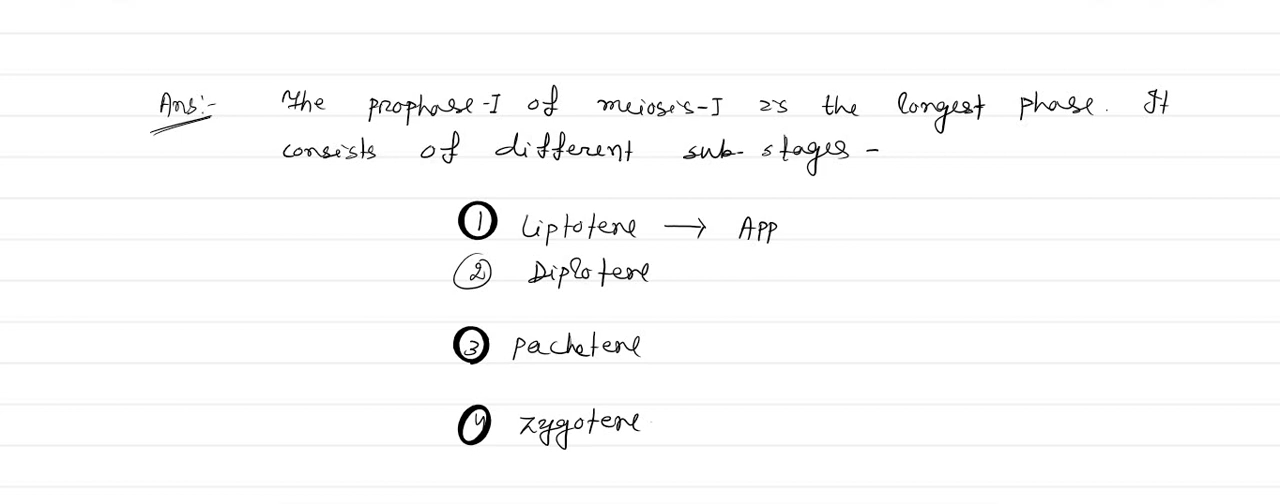 Ans:- The prophase-I of meiosis-I is the longest phase. It
consists of different sub-stages -
① Liptotene → APP
② Diplotene
③ pachetene
④ zygotene